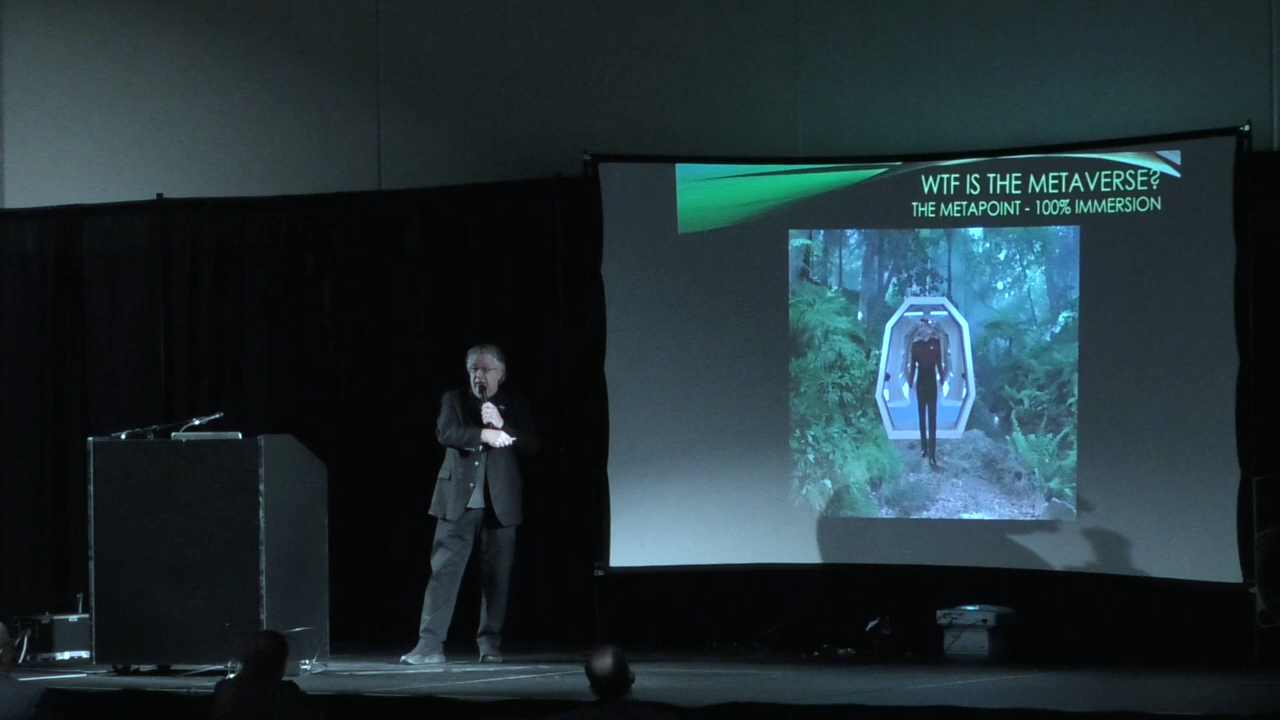 WTF IS THE METAVERSE?
THE METAPOINT - 100% IMMERSION